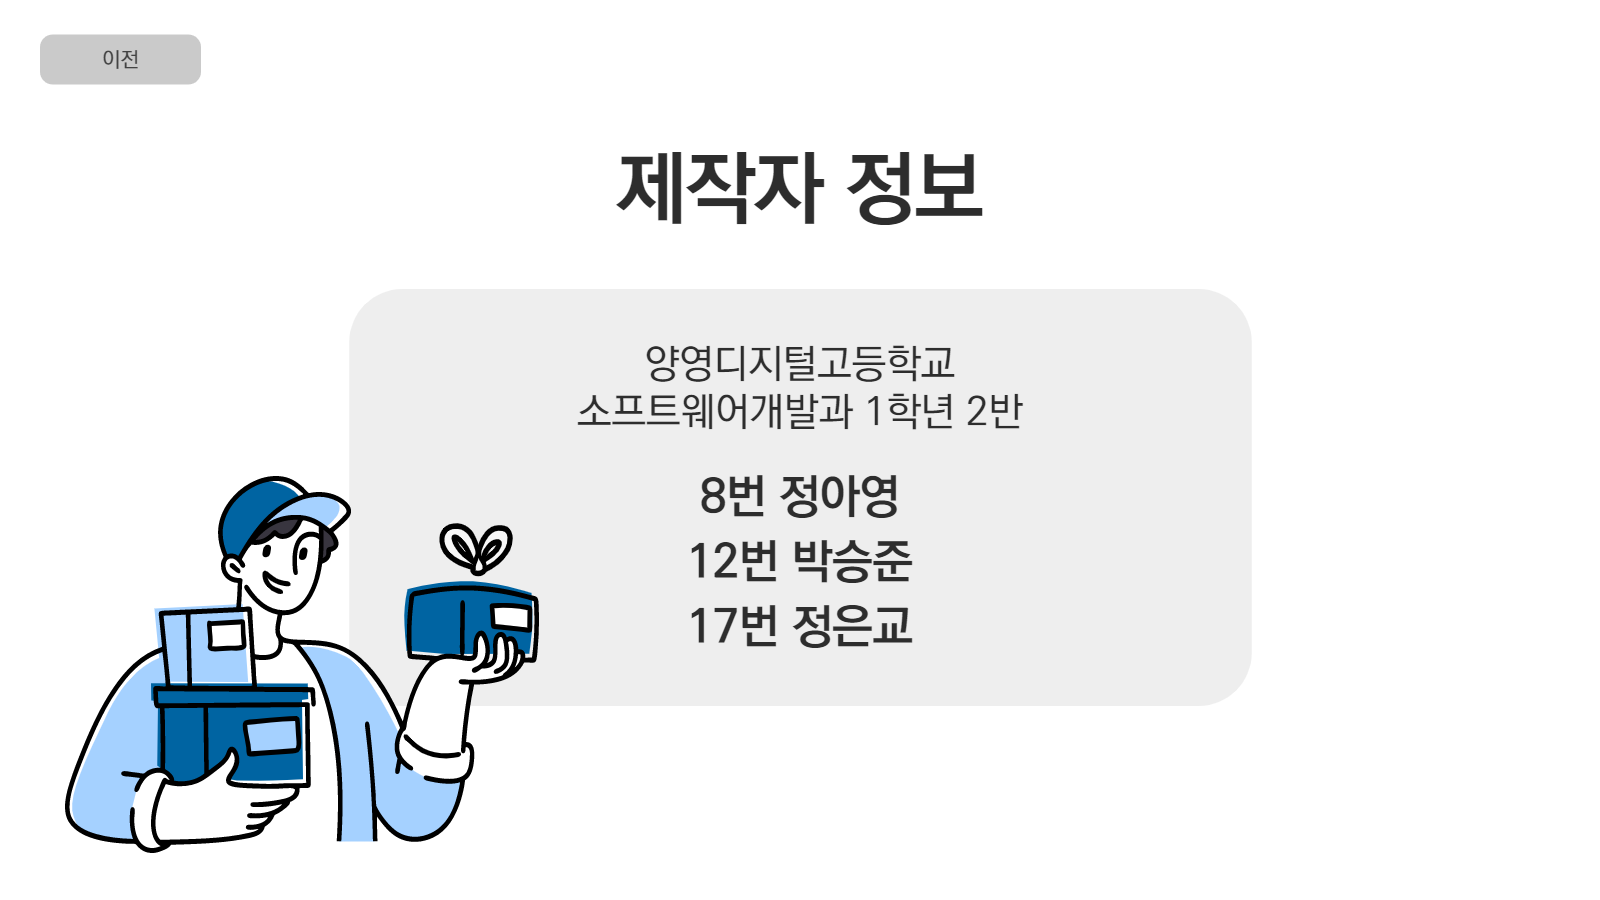 이전
제작자 정보
양영디지털고등학교
소프트웨어개발과 1학년 2반
8번 정아영
12번 박승준
17번 정은교